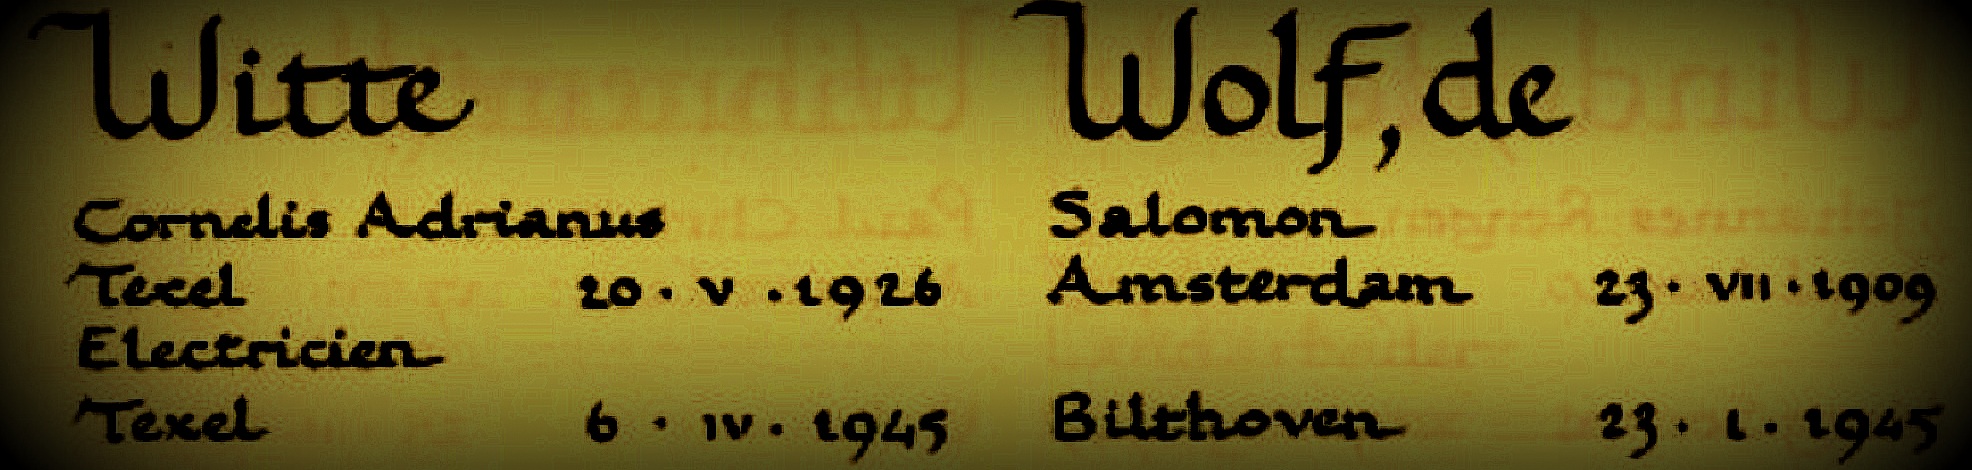 Witte
Cornelis Adrianus
Texel 20 · V · 1926
Electricien
Texel 6 · IV · 1945
Wolf, de
Salomon
Amsterdam 23 · VII · 1909
Bilthoven 23 · 1 · 1945